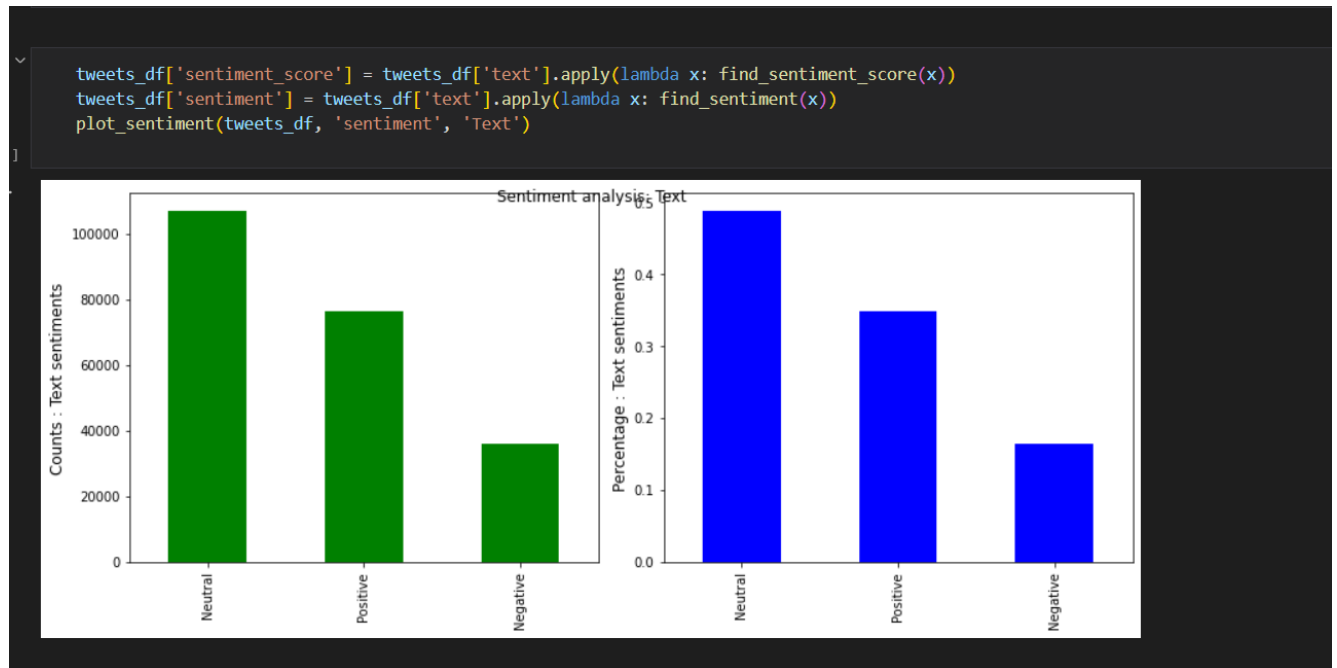 tweets_df['sentiment_score'] = tweets_df['text'].apply(lambda x: find_sentiment_score(x))
tweets_df['sentiment'] = tweets_df['text'].apply(lambda x: find_sentiment(x))
plot_sentiment(tweets_df, 'sentiment', 'Text')
]
Sentiment analysis: Text
Counts : Text sentiments
100000
80000
60000
40000
20000
0
Neutral
Positive
Negative
Percentage : Text sentiments
0.5
0.4
0.3
0.2
0.1
0.0
Neutral
Positive
Negative